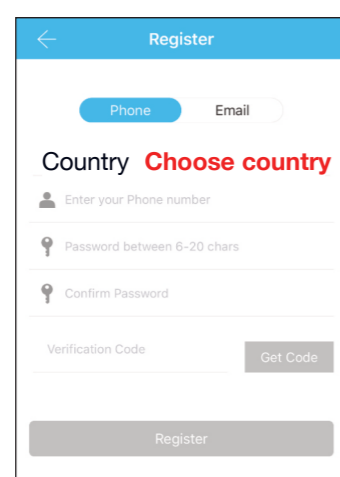 Register
Phone Email
Country Choose country
Enter your Phone number
Password between 6-20 chars
Confirm Password
Verification Code Get Code
Register